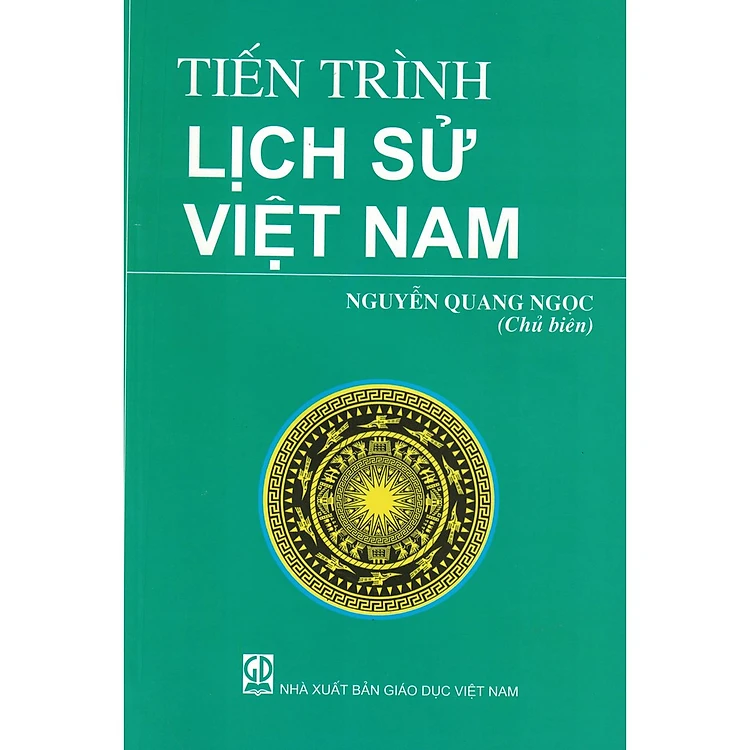 TIẾN TRÌNH
LỊCH SỬ
VIỆT NAM
NGUYỄN QUANG NGỌC
(Chủ biên)
GD
NHÀ XUẤT BẢN GIÁO DỤC VIỆT NAM